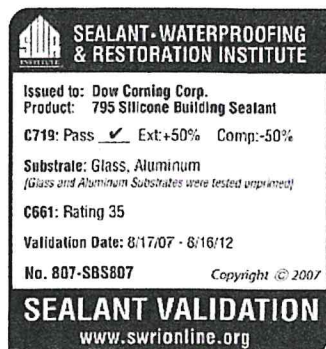 SWR
INSTITUTE
SEALANT•WATERPROOFING
& RESTORATION INSTITUTE
Issued to: Dow Corning Corp.
Product: 795 Silicone Building Sealant
C719: Pass ✔ Ext:+50% Comp:-50%
Substrate: Glass, Aluminum
[Glass and Aluminum Substrates were tested unprimed]
C661: Rating 35
Validation Date: 8/17/07 - 8/16/12
No. 807-SBS807 Copyright © 2007
SEALANT VALIDATION
www.swrionline.org